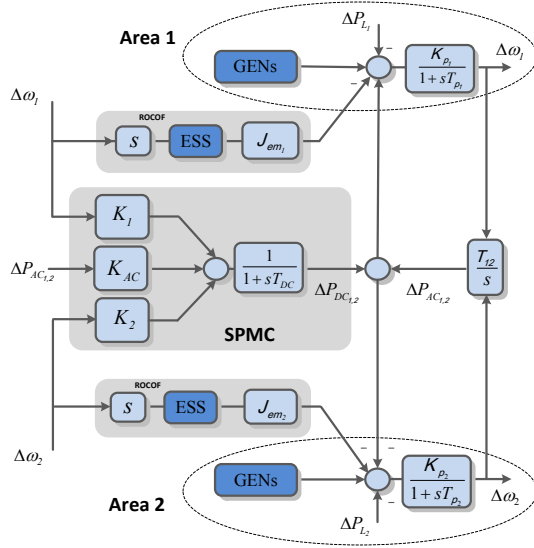 Area 1
ΔP_{L_1}
GENs
K_{p_1}
1 + sT_{p_1}
Δω_1
−
−
Δω_1
ROCOF
s
ESS
J_{em_1}
K_1
ΔP_{AC_{1,2}}
K_{AC}
1
1 + sT_{DC}
ΔP_{DC_{1,2}}
ΔP_{AC_{1,2}}
T_{12}
s
K_2
SPMC
ROCOF
s
ESS
J_{em_2}
Δω_2
−
−
GENs
K_{p_2}
1 + sT_{p_2}
Δω_2
−
Area 2
ΔP_{L_2}